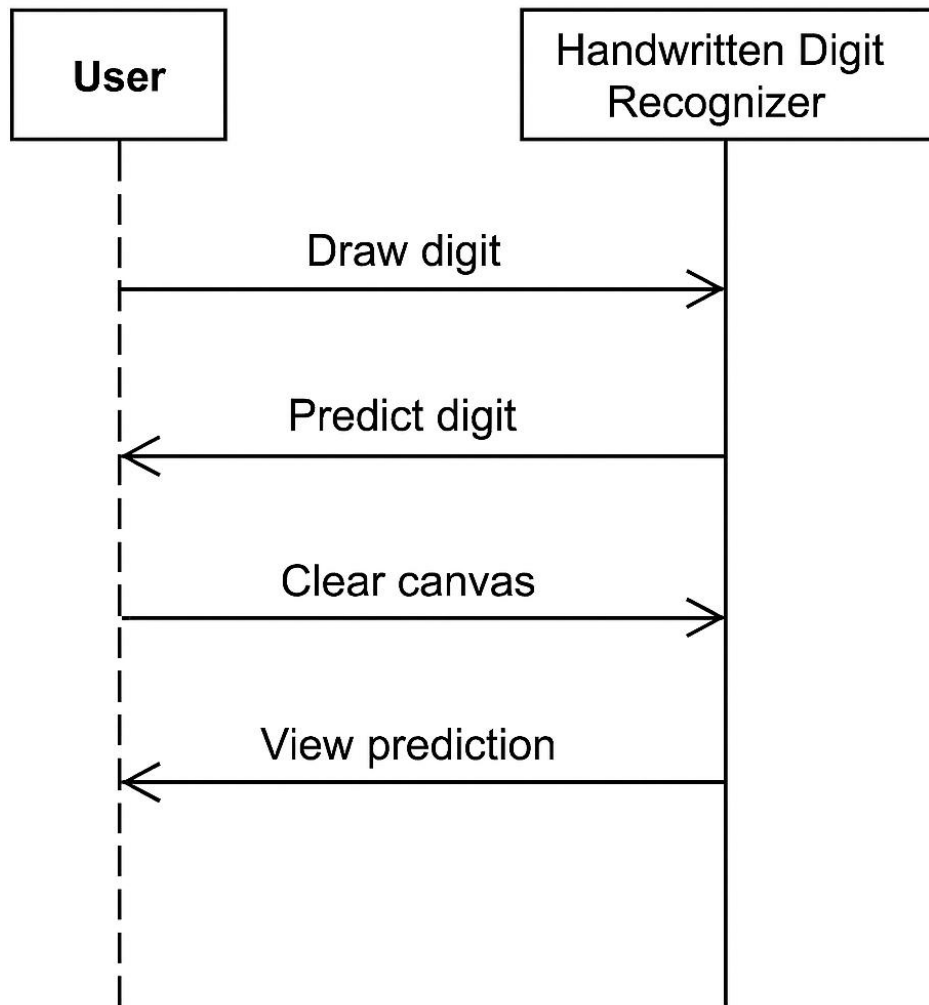 User
Handwritten Digit
Recognizer
Draw digit
Predict digit
Clear canvas
View prediction